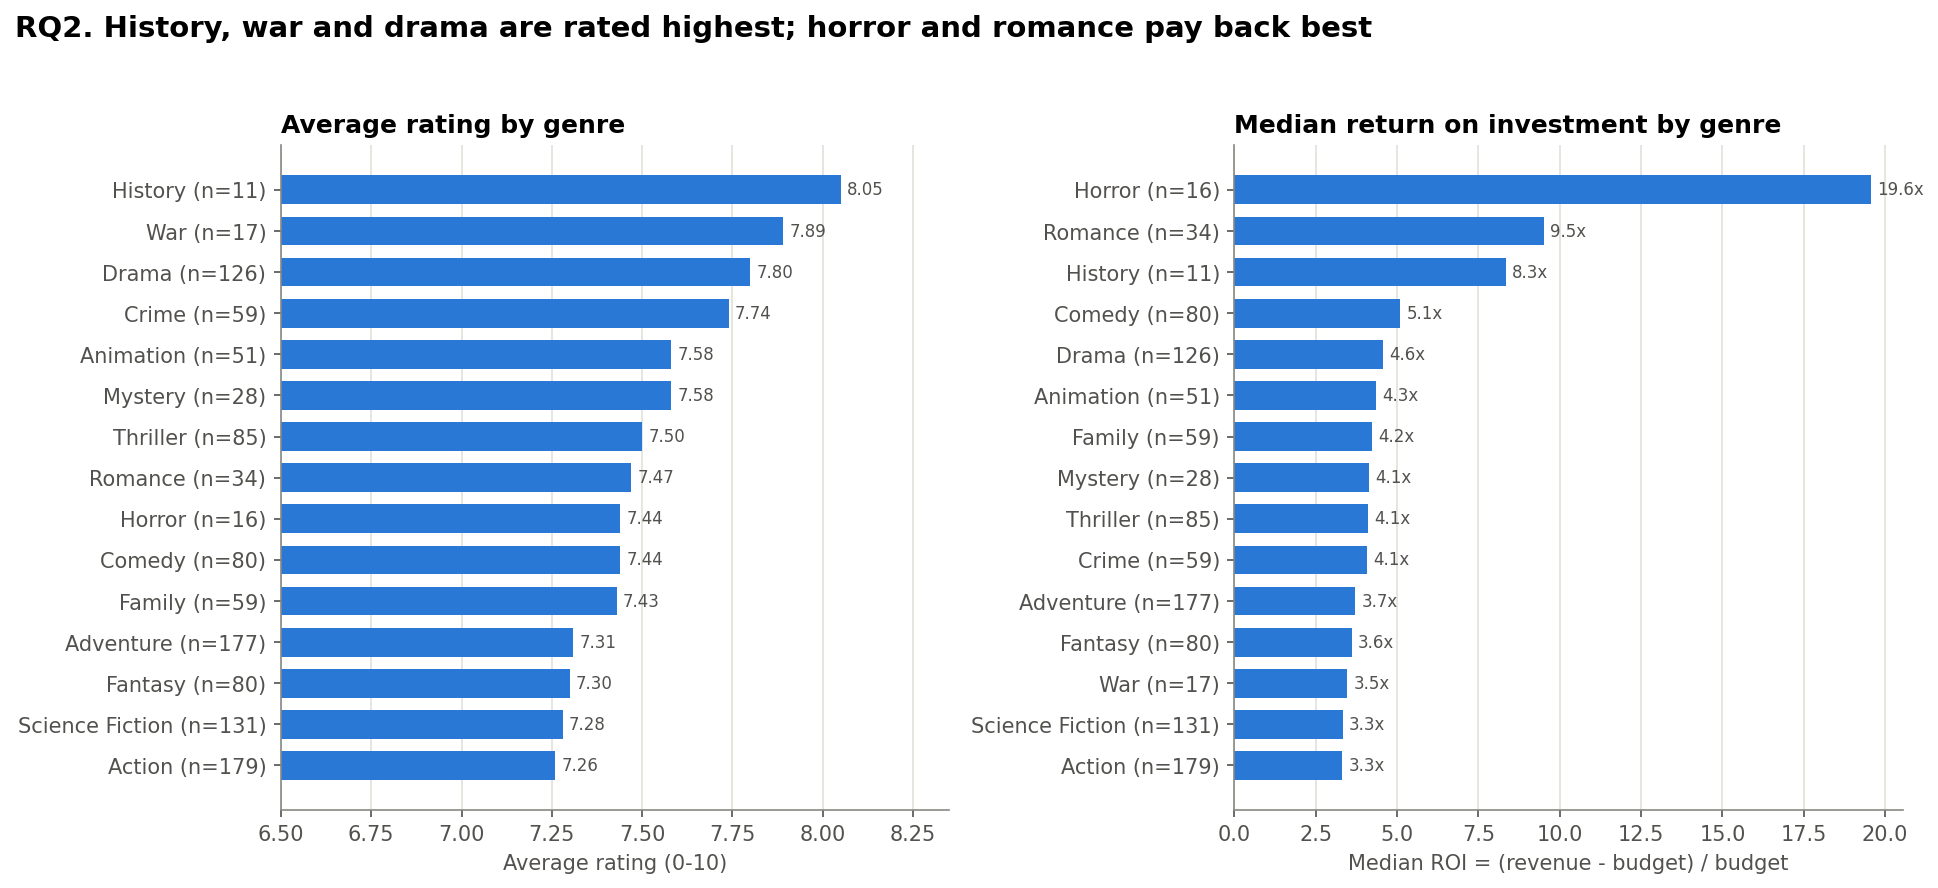 RQ2. History, war and drama are rated highest; horror and romance pay back best
Average rating by genre
History (n=11) 8.05
War (n=17) 7.89
Drama (n=126) 7.80
Crime (n=59) 7.74
Animation (n=51) 7.58
Mystery (n=28) 7.58
Thriller (n=85) 7.50
Romance (n=34) 7.47
Horror (n=16) 7.44
Comedy (n=80) 7.44
Family (n=59) 7.43
Adventure (n=177) 7.31
Fantasy (n=80) 7.30
Science Fiction (n=131) 7.28
Action (n=179) 7.26
6.50 6.75 7.00 7.25 7.50 7.75 8.00 8.25
Average rating (0-10)
Median return on investment by genre
Horror (n=16) 19.6x
Romance (n=34) 9.5x
History (n=11) 8.3x
Comedy (n=80) 5.1x
Drama (n=126) 4.6x
Animation (n=51) 4.3x
Family (n=59) 4.2x
Mystery (n=28) 4.1x
Thriller (n=85) 4.1x
Crime (n=59) 4.1x
Adventure (n=177) 3.7x
Fantasy (n=80) 3.6x
War (n=17) 3.5x
Science Fiction (n=131) 3.3x
Action (n=179) 3.3x
0.0 2.5 5.0 7.5 10.0 12.5 15.0 17.5 20.0
Median ROI = (revenue - budget) / budget